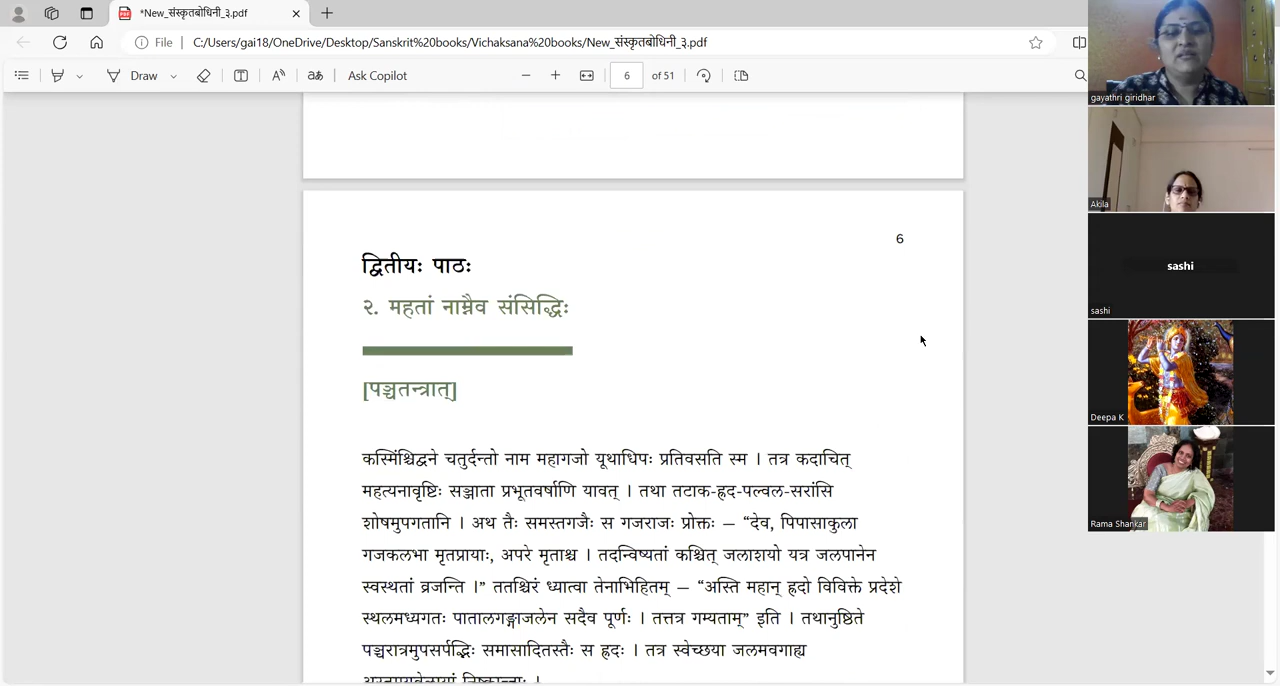 *New_संस्कृतबोधिनी_३.pdf
File C:/Users/gai18/OneDrive/Desktop/Sanskrit%20books/Vichaksana%20books/New_संस्कृतबोधिनी_३.pdf
Draw Ask Copilot 6 of 51
gayathri giridhar
Akila
sashi
sashi
Deepa K
Rama Shankar
6
द्वितीयः पाठः
२. महतां नाम्नैव संसिद्धिः
[पञ्चतन्त्रात्]
कस्मिंश्चिद्वने चतुर्दन्तो नाम महागजो यूथाधिपः प्रतिवसति स्म । तत्र कदाचित्
महत्यनावृष्टिः सञ्जाता प्रभूतवर्षाणि यावत् । तथा तटाक-ह्रद-पल्वल-सरांसि
शोषमुपगतानि । अथ तैः समस्तगजैः स गजराजः प्रोक्तः – “देव, पिपासाकुला
गजकलभा मृतप्रायाः, अपरे मृताश्च । तदन्विष्यतां कश्चित् जलाशयो यत्र जलपानेन
स्वस्थतां व्रजन्ति ।” ततश्चिरं ध्यात्वा तेनाभिहितम् – “अस्ति महान् ह्रदो विविक्ते प्रदेशे
स्थलमध्यगतः पातालगङ्गाजलेन सदैव पूर्णः । तत्तत्र गम्यताम्” इति । तथानुष्ठिते
पञ्चरात्रमुपसर्पद्भिः समासादितस्तैः स ह्रदः । तत्र स्वेच्छया जलमवगाह्य